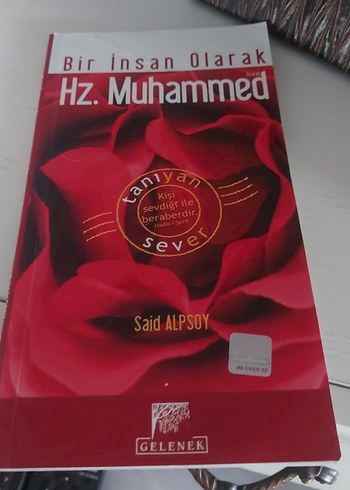 Bir İnsan Olarak
Hz. Muhammed
tanıyan
Kişi
sevdiği ile
beraberdir.
Hadis-i Şerif
sever
Said ALPSOY
GELENEK